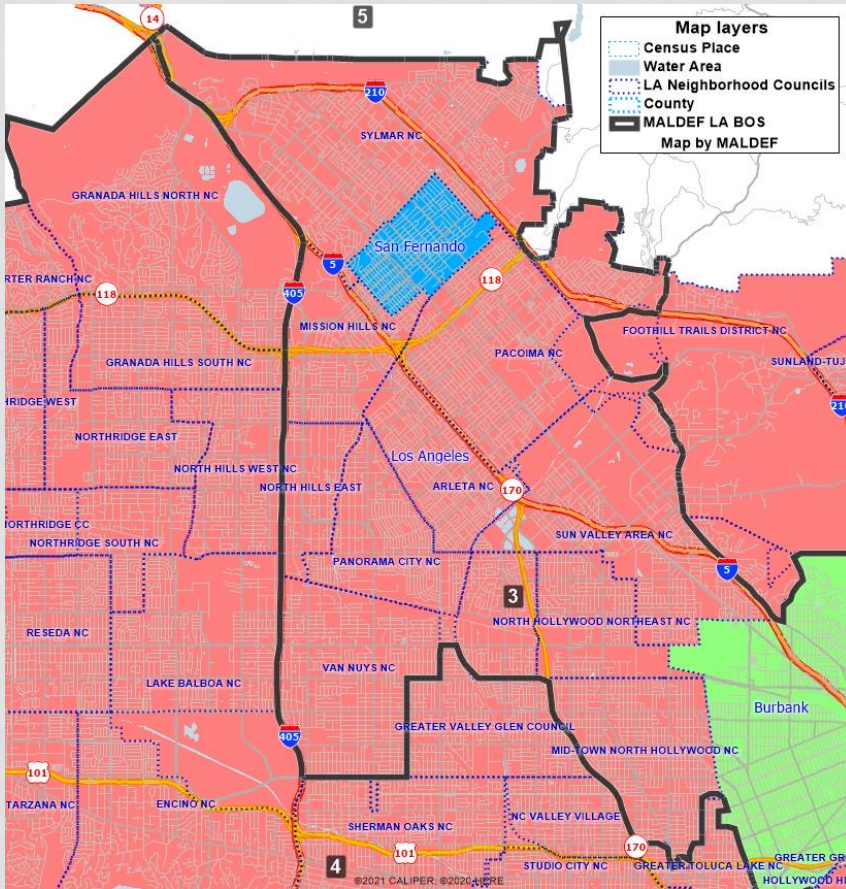 14
5
Map layers
Census Place
Water Area
LA Neighborhood Councils
County
MALDEF LA BOS
Map by MALDEF
210
SYLMAR NC
GRANADA HILLS NORTH NC
San Fernando
5
RTER RANCH NC
118
405
118
MISSION HILLS NC
FOOTHILL TRAILS DISTRICT NC
GRANADA HILLS SOUTH NC
PACOIMA NC
SUNLAND-TUJ
HRIDGE WEST
210
NORTHRIDGE EAST
Los Angeles
NORTH HILLS WEST NC
NORTH HILLS EAST
ARLETA NC
170
NORTHRIDGE CC
SUN VALLEY AREA NC
NORTHRIDGE SOUTH NC
PANORAMA CITY NC
5
3
NORTH HOLLYWOOD NORTHEAST NC
RESEDA NC
VAN NUYS NC
LAKE BALBOA NC
Burbank
GREATER VALLEY GLEN COUNCIL
405
MID-TOWN NORTH HOLLYWOOD NC
101
TARZANA NC
ENCINO NC
NC VALLEY VILLAGE
SHERMAN OAKS NC
170
101
GREATER GR
4
STUDIO CITY NC
GREATER TOLUCA LAKE NC
©2021 CALIPER; ©2020 HERE
HOLLYWOOD HI